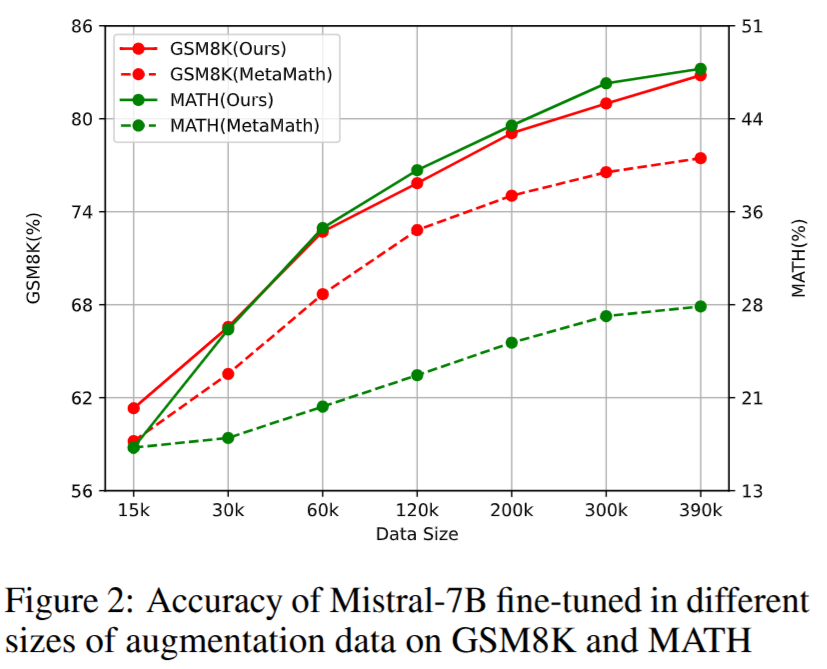 86
80
74
68
62
56
GSM8K(%)
GSM8K(Ours)
GSM8K(MetaMath)
MATH(Ours)
MATH(MetaMath)
51
44
36
28
21
13
MATH(%)
15k 30k 60k 120k 200k 300k 390k
Data Size
Figure 2: Accuracy of Mistral-7B fine-tuned in different
sizes of augmentation data on GSM8K and MATH